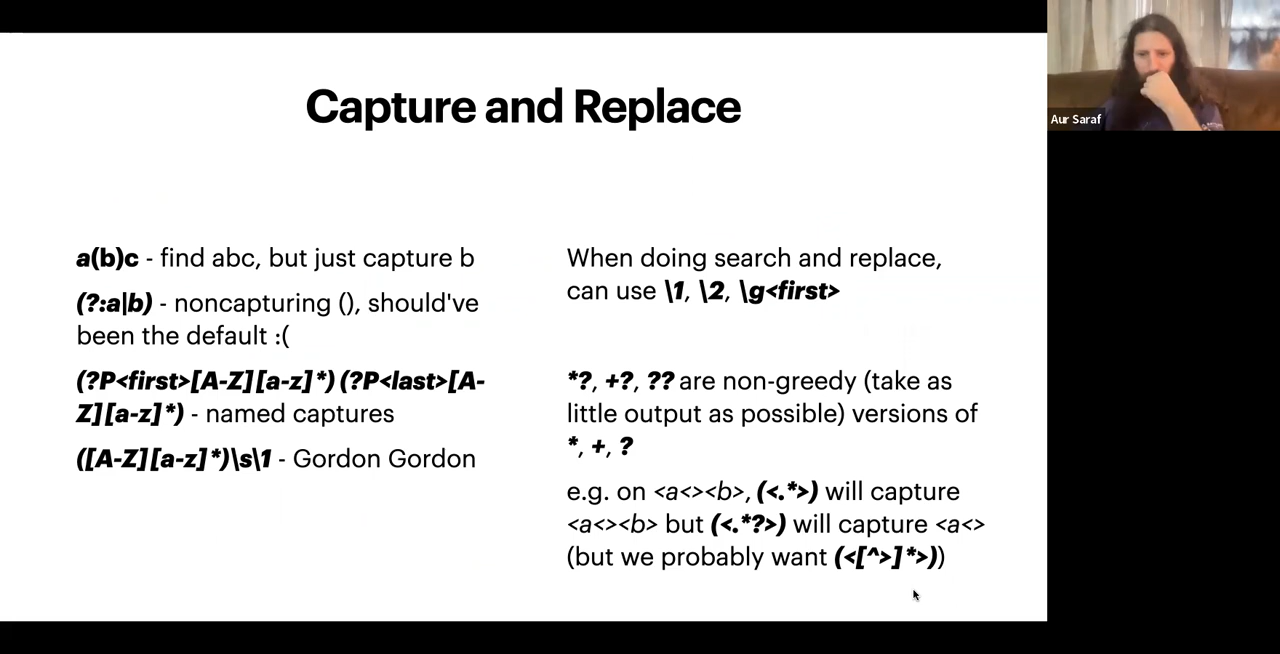 Capture and Replace
a(b)c - find abc, but just capture b
(?:a|b) - noncapturing (), should've
been the default :(
(?P<first>[A-Z][a-z]*) (?P<last>[A-
Z][a-z]*) - named captures
([A-Z][a-z]*)\s\1 - Gordon Gordon
When doing search and replace,
can use \1, \2, \g<first>
*?, +?, ?? are non-greedy (take as
little output as possible) versions of
*, +, ?
e.g. on <a<><b>, (<.*>) will capture
<a<><b> but (<.*?>) will capture <a<>
(but we probably want (<[^>]*>))
Aur Saraf